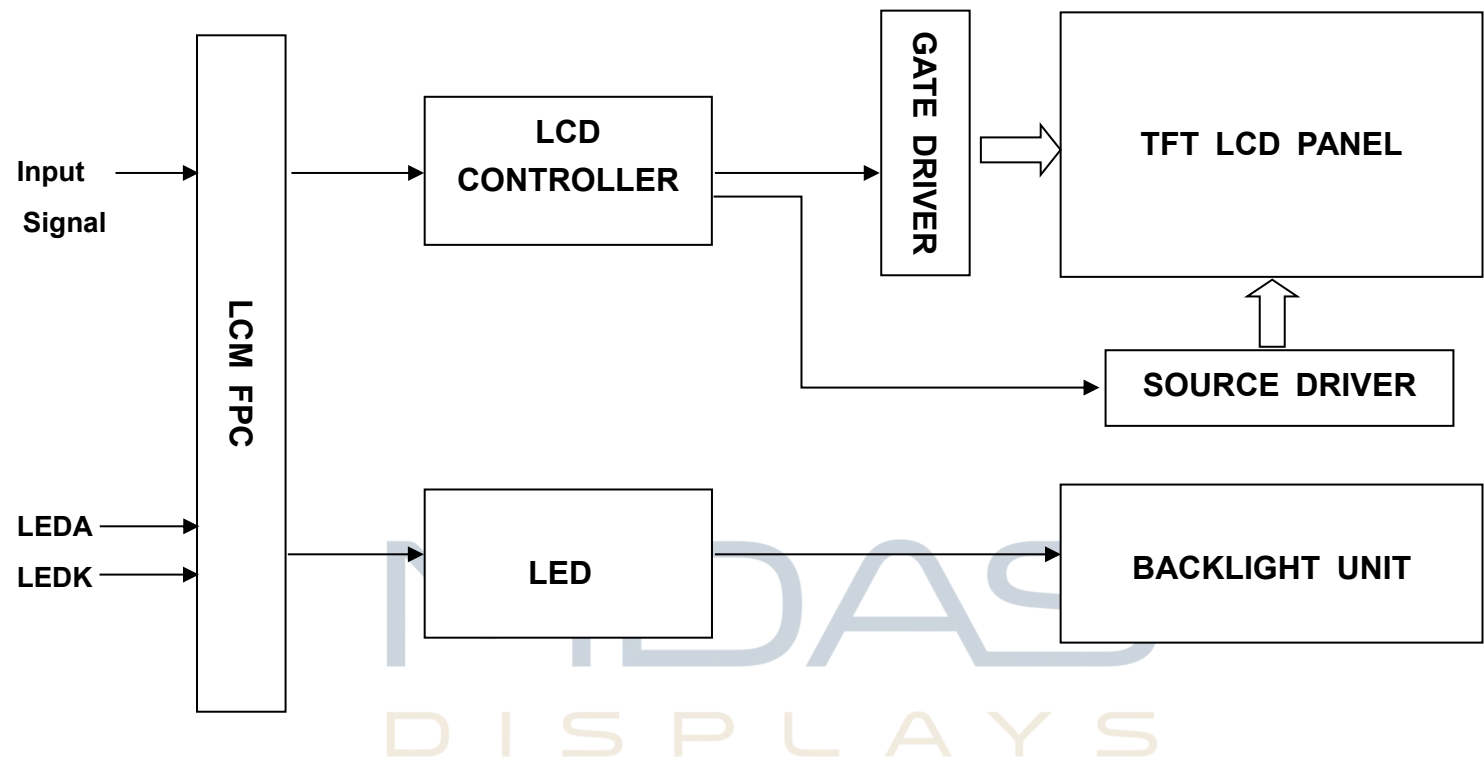 GATE DRIVER
LCD
CONTROLLER
TFT LCD PANEL
Input
Signal
LCM FPC
SOURCE DRIVER
LEDA
LEDK
LED
BACKLIGHT UNIT
MIDAS
DISPLAYS